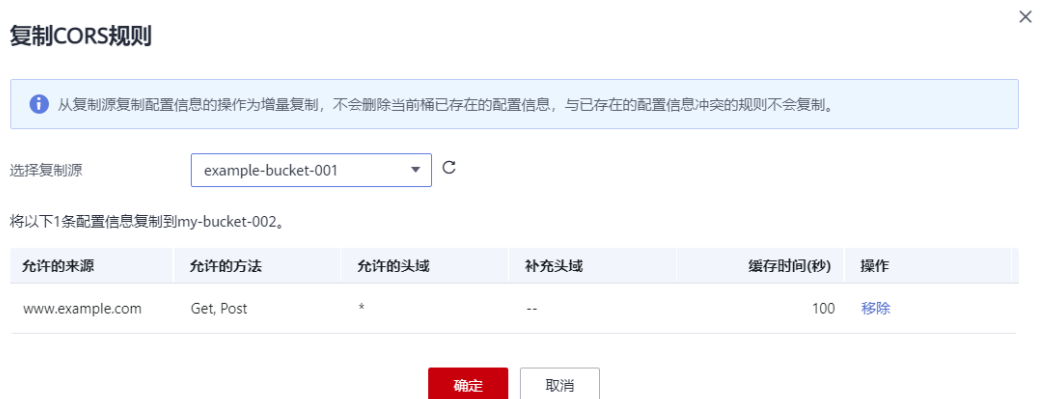 复制CORS规则
从复制源复制配置信息的操作为增量复制，不会删除当前桶已存在的配置信息，与已存在的配置信息冲突的规则不会复制。
选择复制源 example-bucket-001
将以下1条配置信息复制到my-bucket-002。
允许的来源 允许的方法 允许的头域 补充头域 缓存时间(秒) 操作
www.example.com Get, Post * -- 100 移除
确定 取消